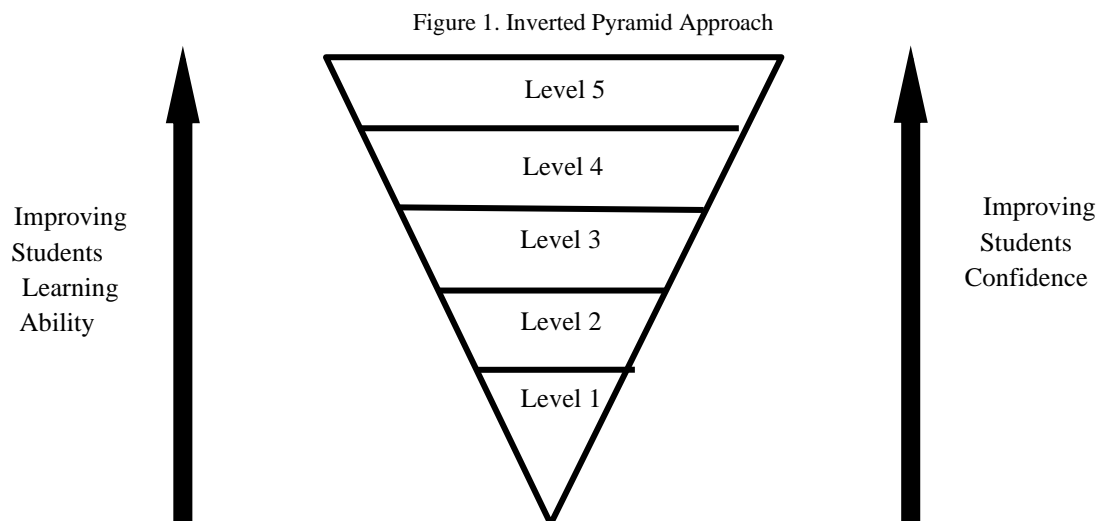 Figure 1. Inverted Pyramid Approach
Level 5
Level 4
Level 3
Level 2
Level 1
Improving
Students
Learning
Ability
Improving
Students
Confidence